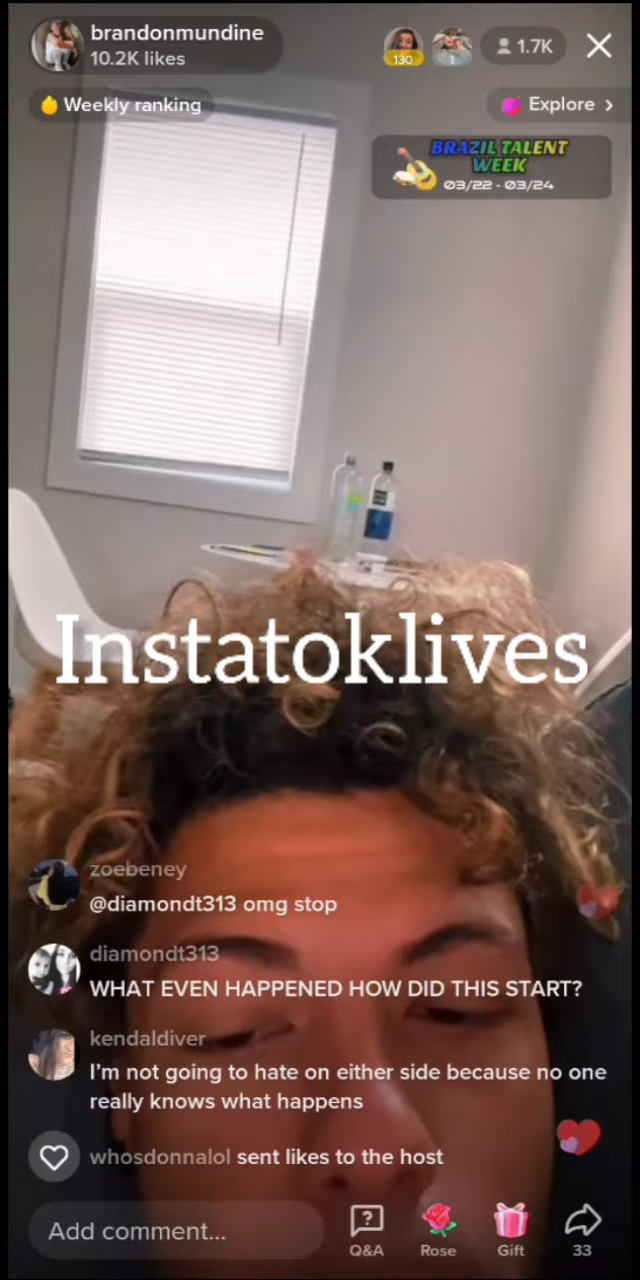 brandonmundine
10.2K likes
130
1
1.7K
Weekly ranking
Explore >
BRAZIL TALENT
WEEK
03/22 - 03/24
Instatoklives
zoebeney
@diamondt313 omg stop
diamondt313
WHAT EVEN HAPPENED HOW DID THIS START?
kendaldiver
I'm not going to hate on either side because no one
really knows what happens
whosdonnalol sent likes to the host
Add comment...
Q&A
Rose
Gift
33